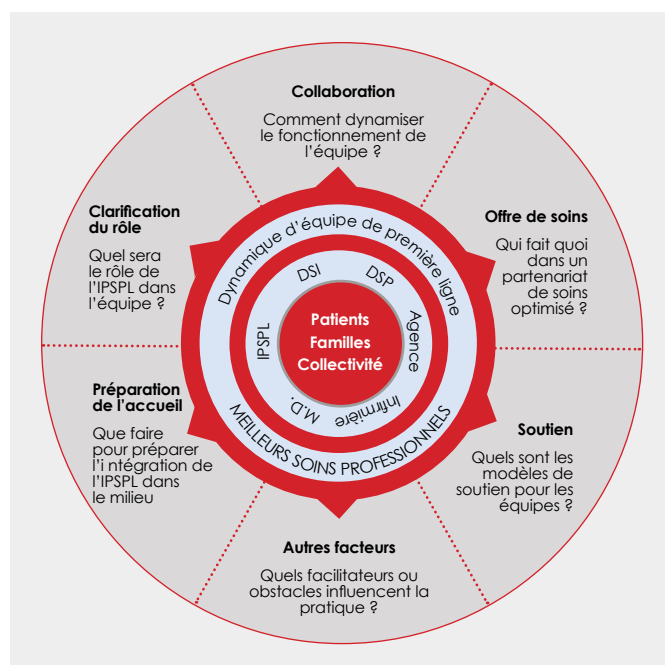 Collaboration
Comment dynamiser
le fonctionnement de
l'équipe ?
Offre de soins
Qui fait quoi
dans un
partenariat
de soins
optimisé ?
Soutien
Quels sont les
modèles de
soutien pour les
équipes ?
Autres facteurs
Quels facilitateurs ou
obstacles influencent la
pratique ?
Préparation
de l'accueil
Que faire
pour préparer
l'i ntégration de
l'IPSPL dans
le milieu
Clarification
du rôle
Quel sera
le rôle de
l'IPSPL dans
l'équipe ?
Dynamique d'équipe de première ligne
MEILLEURS SOINS PROFESSIONNELS
IPSPL
DSI
DSP
Agence
Infirmière
M.D.
Patients
Familles
Collectivité